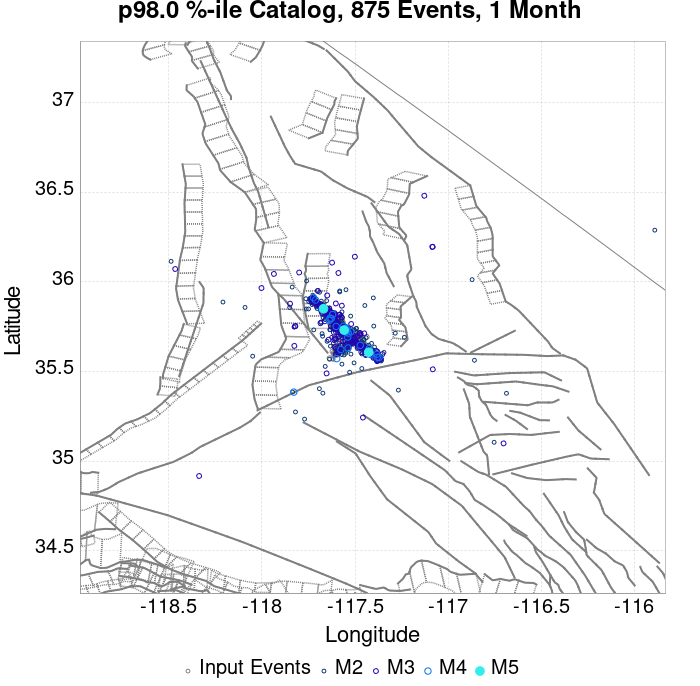 p98.0 %-ile Catalog, 875 Events, 1 Month
Latitude
37
36.5
36
35.5
35
34.5
-118.5 -118 -117.5 -117 -116.5 -116
Longitude
Input Events M2 M3 M4 M5